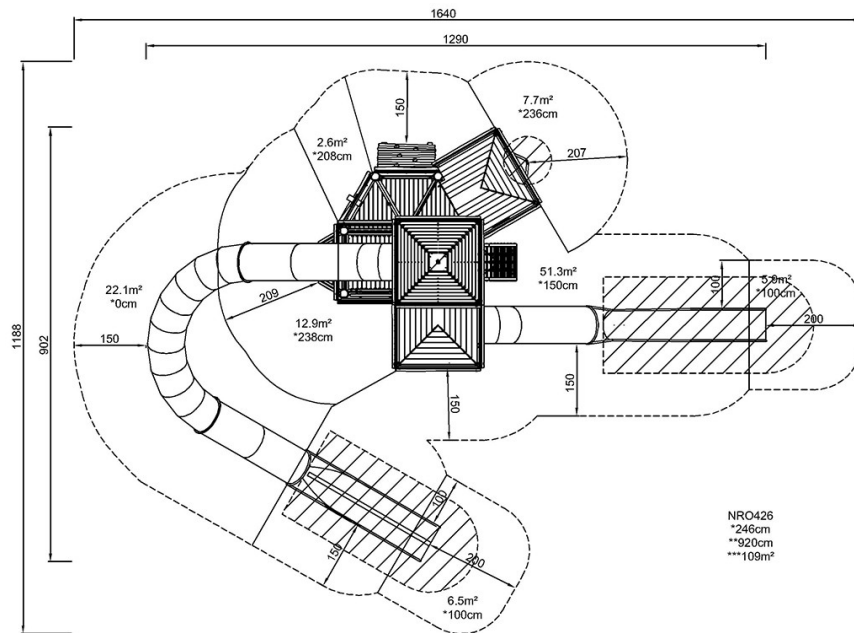 1640
1290
7.7m²
*236cm
150
2.6m²
*208cm
207
22.1m²
*0cm
51.3m²
*150cm
100
5.9m²
*100cm
209
12.9m²
*238cm
200
1188
902
150
150
150
100
NRO426
*246cm
**920cm
***109m²
150
200
6.5m²
*100cm